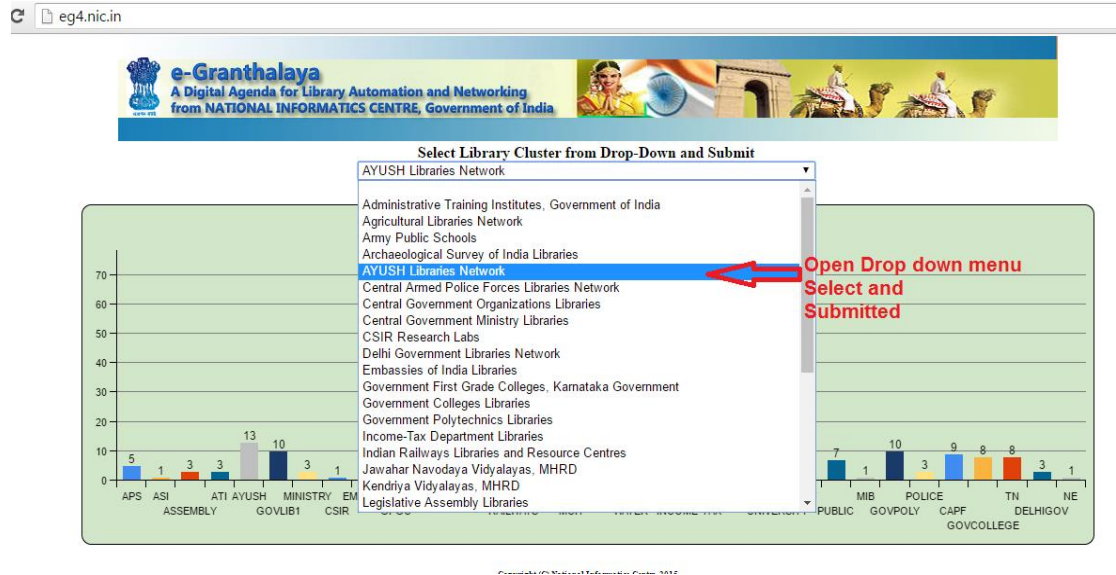 eg4.nic.in
e-Granthalaya
A Digital Agenda for Library Automation and Networking
from NATIONAL INFORMATICS CENTRE, Government of India
Select Library Cluster from Drop-Down and Submit
AYUSH Libraries Network
Administrative Training Institutes, Government of India
Agricultural Libraries Network
Army Public Schools
Archaeological Survey of India Libraries
AYUSH Libraries Network
Central Armed Police Forces Libraries Network
Central Government Organizations Libraries
Central Government Ministry Libraries
CSIR Research Labs
Delhi Government Libraries Network
Embassies of India Libraries
Government First Grade Colleges, Karnataka Government
Government Colleges Libraries
Government Polytechnics Libraries
Income-Tax Department Libraries
Indian Railways Libraries and Resource Centres
Jawahar Navodaya Vidyalayas, MHRD
Kendriya Vidyalayas, MHRD
Legislative Assembly Libraries
Open Drop down menu
Select and
Submitted
70
60
50
40
30
20
10
0
5 1 3 3 13 10 3 1 7 1 10 3 9 8 8 3 1
APS ASI ATI AYUSH MINISTRY MIB POLICE TN NE
ASSEMBLY GOVLIB1 CSIR PUBLIC GOVPOLY CAPF DELHIGOV
GOVCOLLEGE